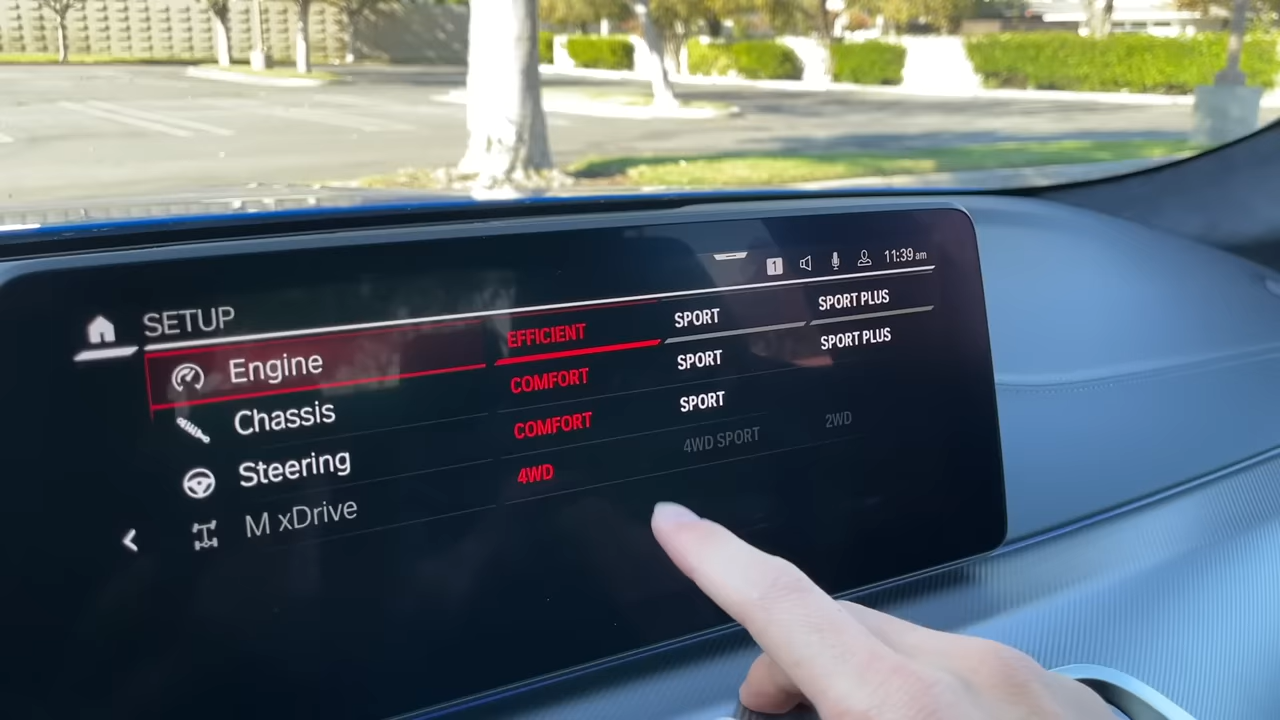 1 11:39 am
SETUP
Engine EFFICIENT SPORT SPORT PLUS
Chassis COMFORT SPORT SPORT PLUS
Steering COMFORT SPORT
M xDrive 4WD 4WD SPORT 2WD